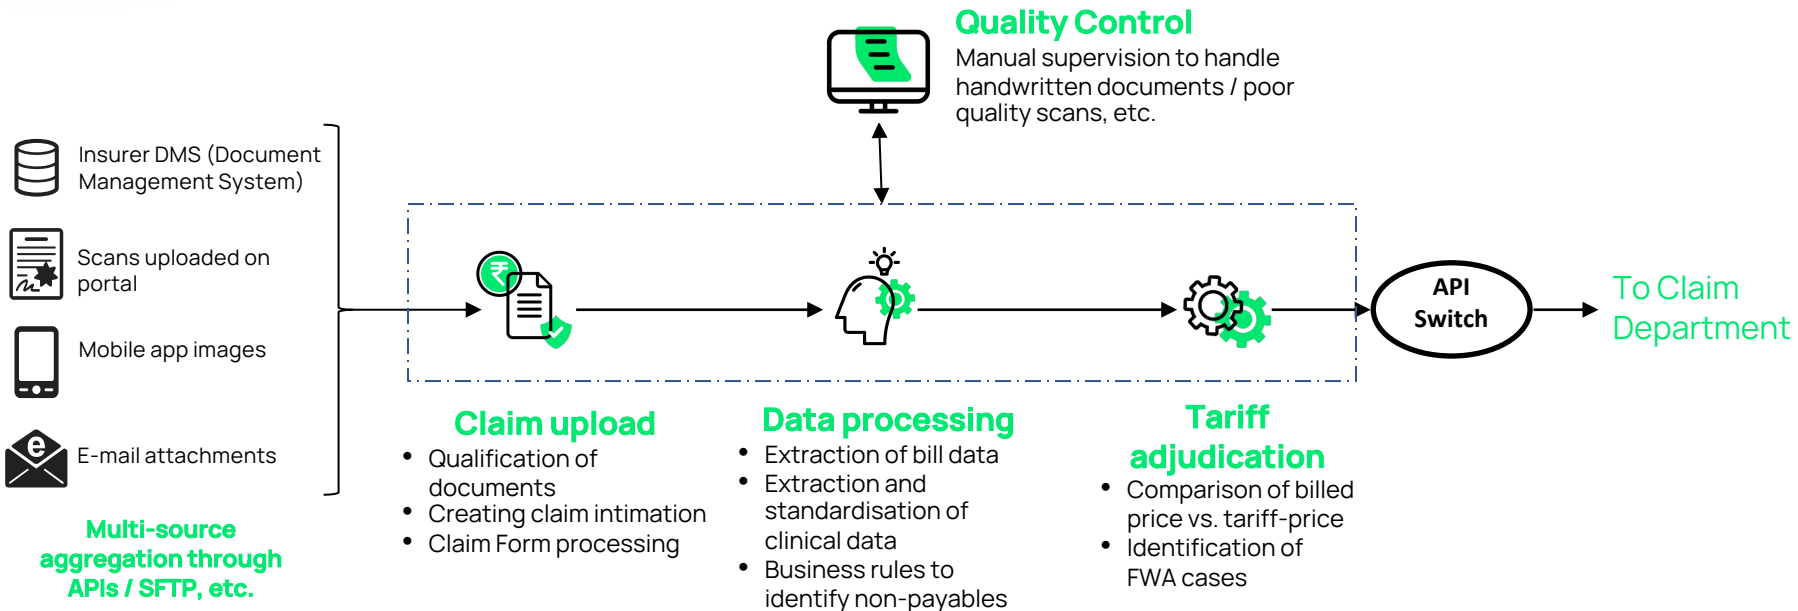 Quality Control
Manual supervision to handle
handwritten documents / poor
quality scans, etc.
Insurer DMS (Document
Management System)
Scans uploaded on
portal
Mobile app images
e
E-mail attachments
Multi-source
aggregation through
APIs / SFTP, etc.
₹
Claim upload
• Qualification of
documents
• Creating claim intimation
• Claim Form processing
Data processing
• Extraction of bill data
• Extraction and
standardisation of
clinical data
• Business rules to
identify non-payables
Tariff
adjudication
• Comparison of billed
price vs. tariff-price
• Identification of
FWA cases
API
Switch
To Claim
Department